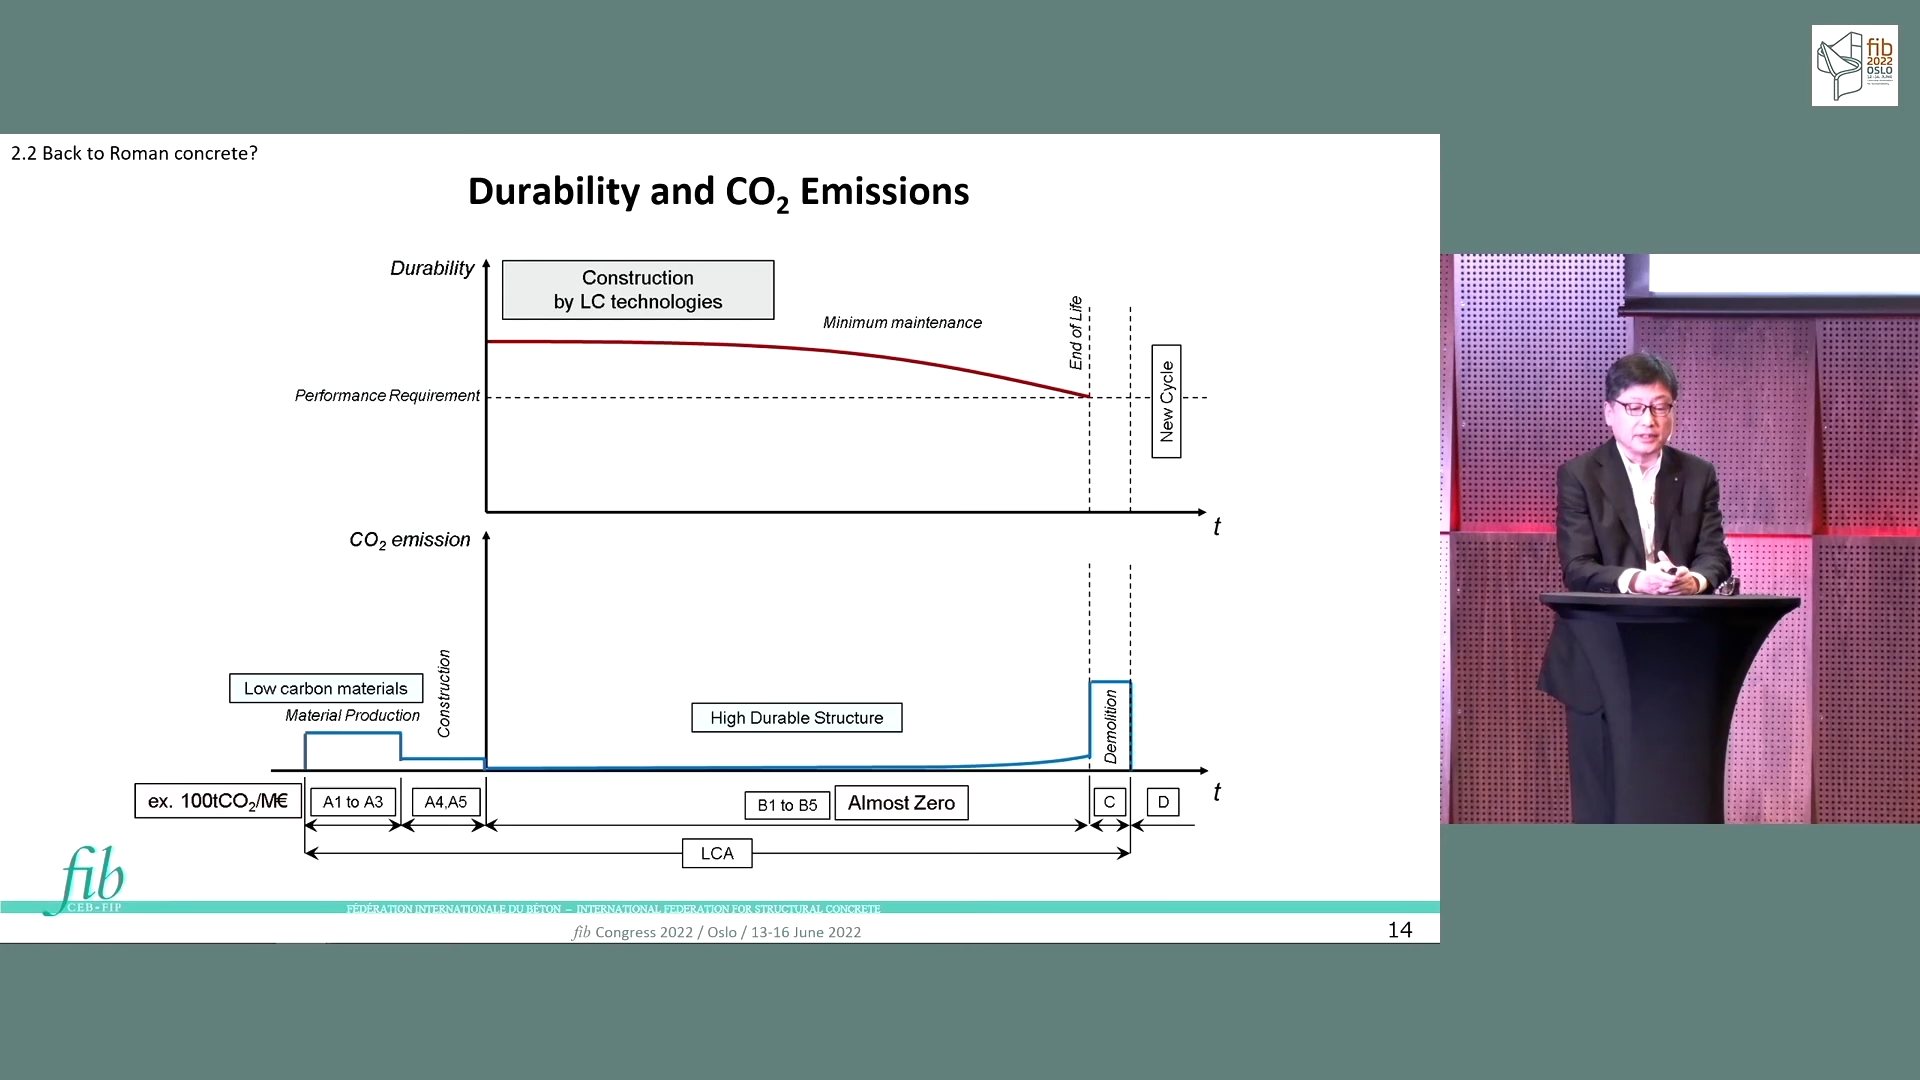 fib
2022
OSLO
2.2 Back to Roman concrete?
Durability and CO2 Emissions
Durability
Construction
by LC technologies
Minimum maintenance
End of Life
New Cycle
Performance Requirement
t
CO2 emission
Construction
Low carbon materials
Material Production
High Durable Structure
Demolition
t
ex. 100tCO2/M€
A1 to A3
A4,A5
B1 to B5
Almost Zero
C
D
LCA
fib
CEB-FIP
FÉDÉRATION INTERNATIONALE DU BÉTON – INTERNATIONAL FEDERATION FOR STRUCTURAL CONCRETE
fib Congress 2022 / Oslo / 13-16 June 2022
14